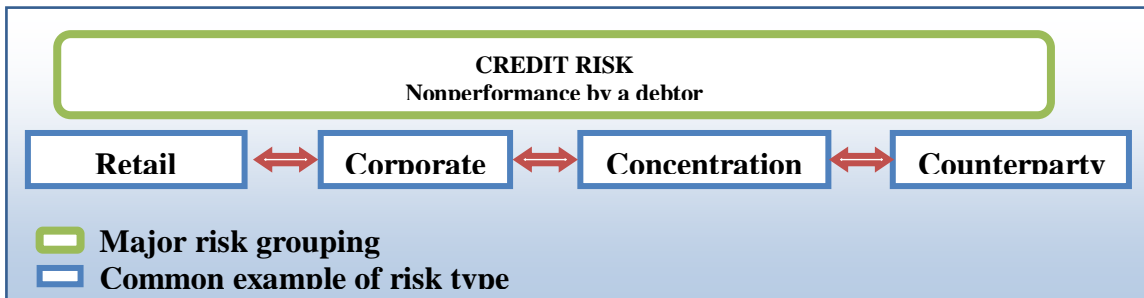 CREDIT RISK
Nonperformance by a debtor
Retail
Corporate
Concentration
Counterparty
Major risk grouping
Common example of risk type